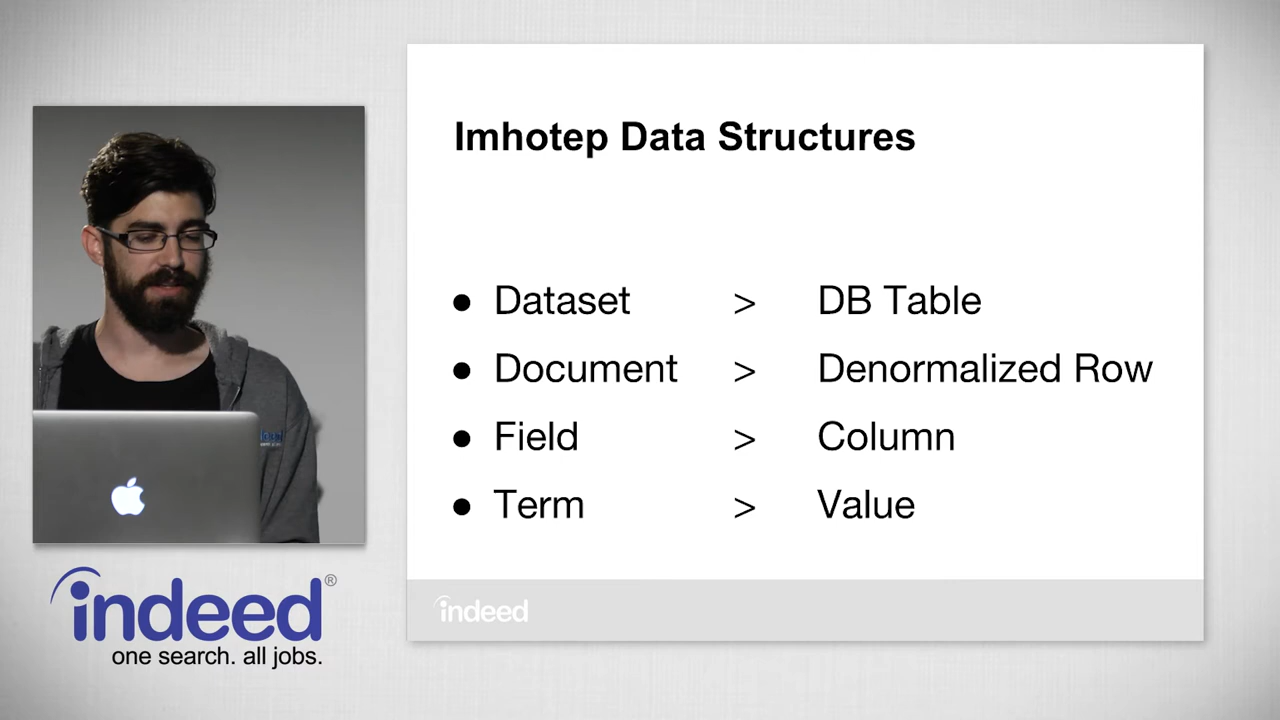 Imhotep Data Structures
● Dataset > DB Table
● Document > Denormalized Row
● Field > Column
● Term > Value
indeed
indeed®
one search. all jobs.